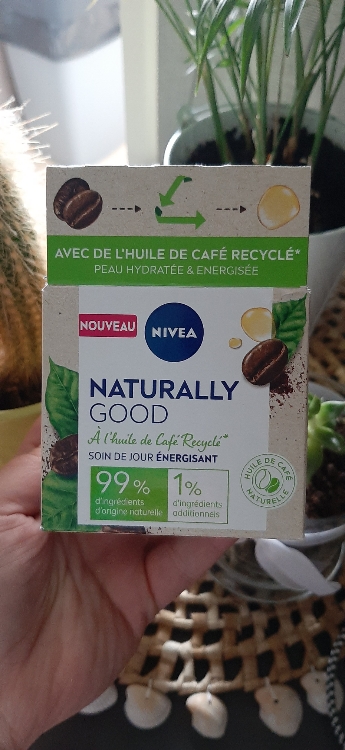 AVEC DE L'HUILE DE CAFÉ RECYCLÉ*
PEAU HYDRATÉE & ÉNERGISÉE
NOUVEAU
NIVEA
NATURALLY
GOOD
À l'huile de Café Recyclé*
SOIN DE JOUR ÉNERGISANT
99%
d'ingrédients
d'origine naturelle
1%
d'ingrédients
additionnels
HUILE DE CAFÉ
NATURELLE